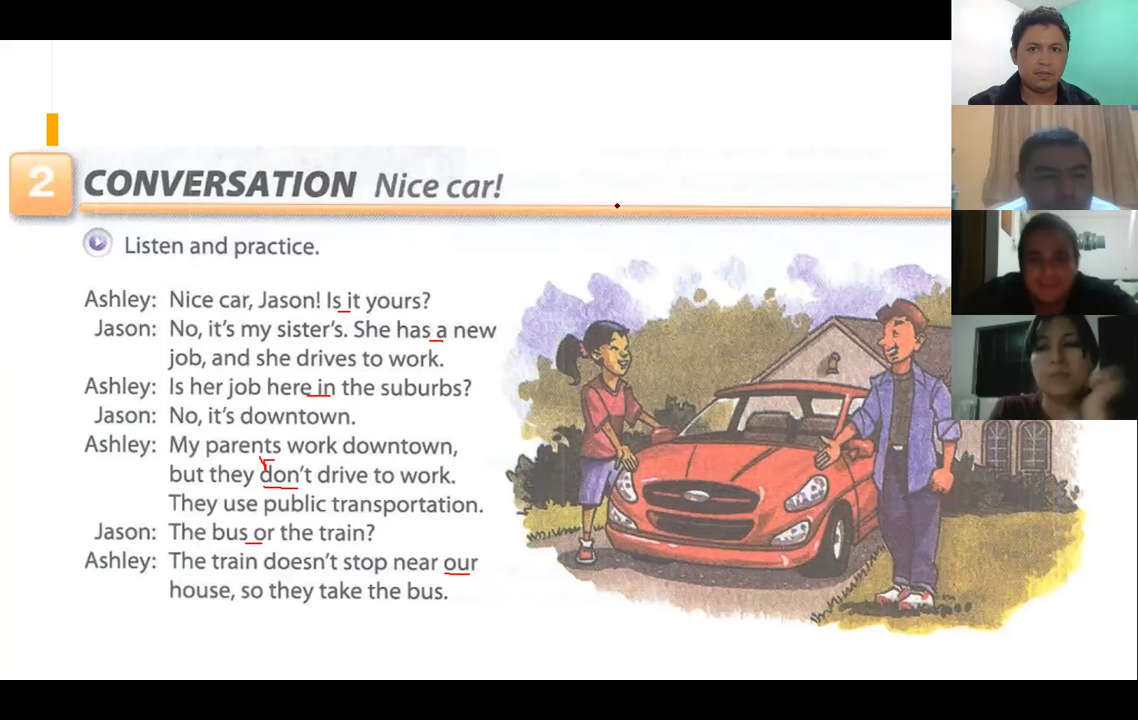 2 CONVERSATION Nice car!
Listen and practice.
Ashley: Nice car, Jason! Is it yours?
Jason: No, it's my sister's. She has a new
job, and she drives to work.
Ashley: Is her job here in the suburbs?
Jason: No, it's downtown.
Ashley: My parents work downtown,
but they don't drive to work.
They use public transportation.
Jason: The bus or the train?
Ashley: The train doesn't stop near our
house, so they take the bus.